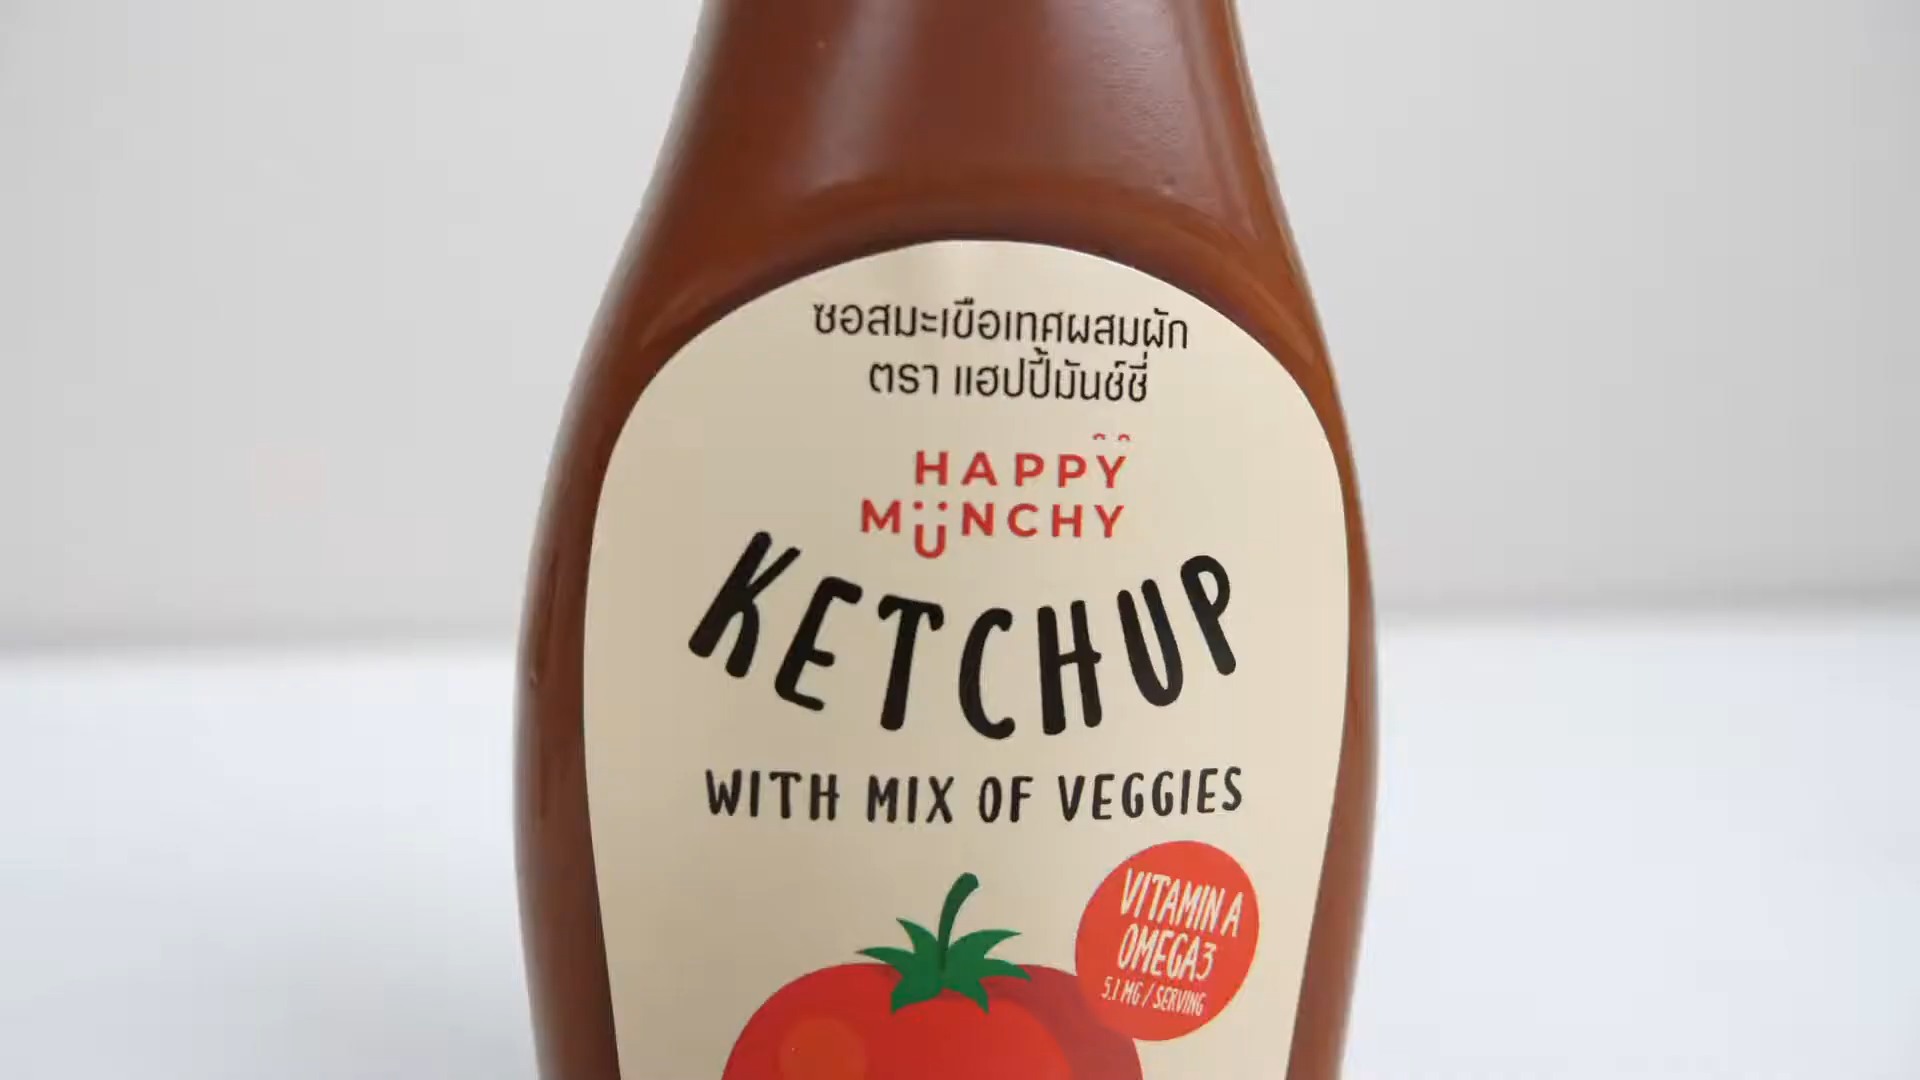 ซอสมะเขือเทศผสมผัก
ตรา แฮปปี้มันช์ชี่
HAPPY
MÜNCHY
KETCHUP
WITH MIX OF VEGGIES
VITAMIN A
OMEGA3
5.1 MG / SERVING